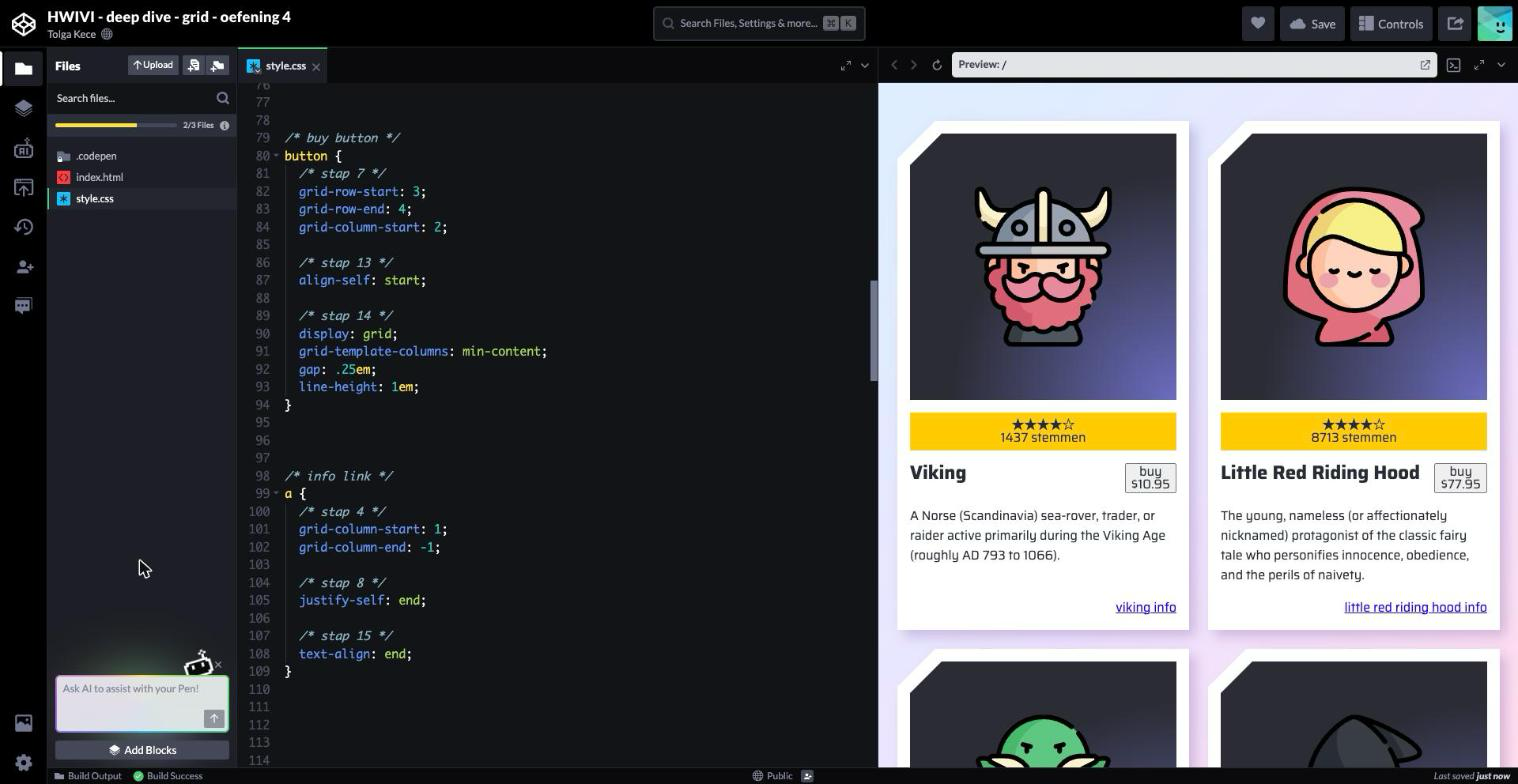 HWIVI - deep dive - grid - oefening 4
Tolga Kece
Search Files, Settings & more... ⌘ K
Save
Controls
Files
Upload
style.css
Preview: /
Search files...
2/3 Files
.codepen
index.html
style.css
AI
76
77
78
79 /* buy button */
80 button {
81 /* stap 7 */
82 grid-row-start: 3;
83 grid-row-end: 4;
84 grid-column-start: 2;
85
86 /* stap 13 */
87 align-self: start;
88
89 /* stap 14 */
90 display: grid;
91 grid-template-columns: min-content;
92 gap: .25em;
93 line-height: 1em;
94 }
95
96
97
98 /* info link */
99 a {
100 /* stap 4 */
101 grid-column-start: 1;
102 grid-column-end: -1;
103
104 /* stap 8 */
105 justify-self: end;
106
107 /* stap 15 */
108 text-align: end;
109 }
110
111
112
113
114
★★★★☆
1437 stemmen
Viking
buy
$10.95
A Norse (Scandinavia) sea-rover, trader, or
raider active primarily during the Viking Age
(roughly AD 793 to 1066).
viking info
★★★★☆
8713 stemmen
Little Red Riding Hood
buy
$77.95
The young, nameless (or affectionately
nicknamed) protagonist of the classic fairy
tale who personifies innocence, obedience,
and the perils of naivety.
little red riding hood info
Ask AI to assist with your Pen!
Add Blocks
Build Output
Build Success
Public
Last saved just now